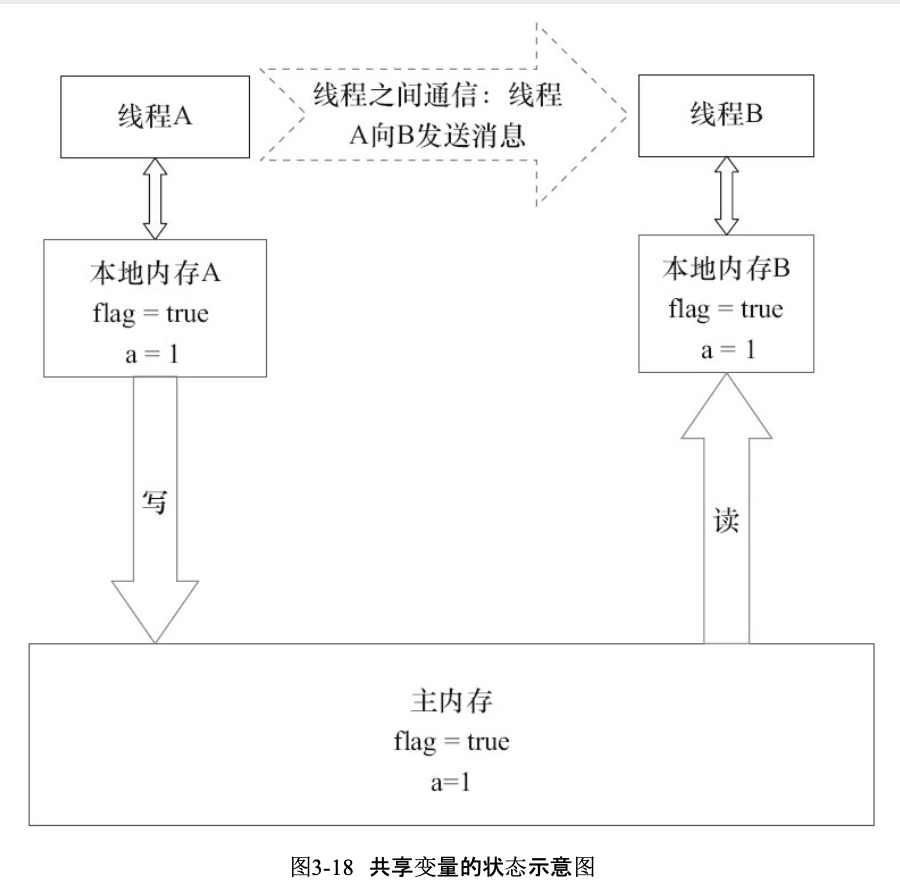 线程A
线程之间通信：线程
A向B发送消息
线程B
本地内存A
flag = true
a = 1
本地内存B
flag = true
a = 1
写
读
主内存
flag = true
a=1
图3-18 共享变量的状态示意图